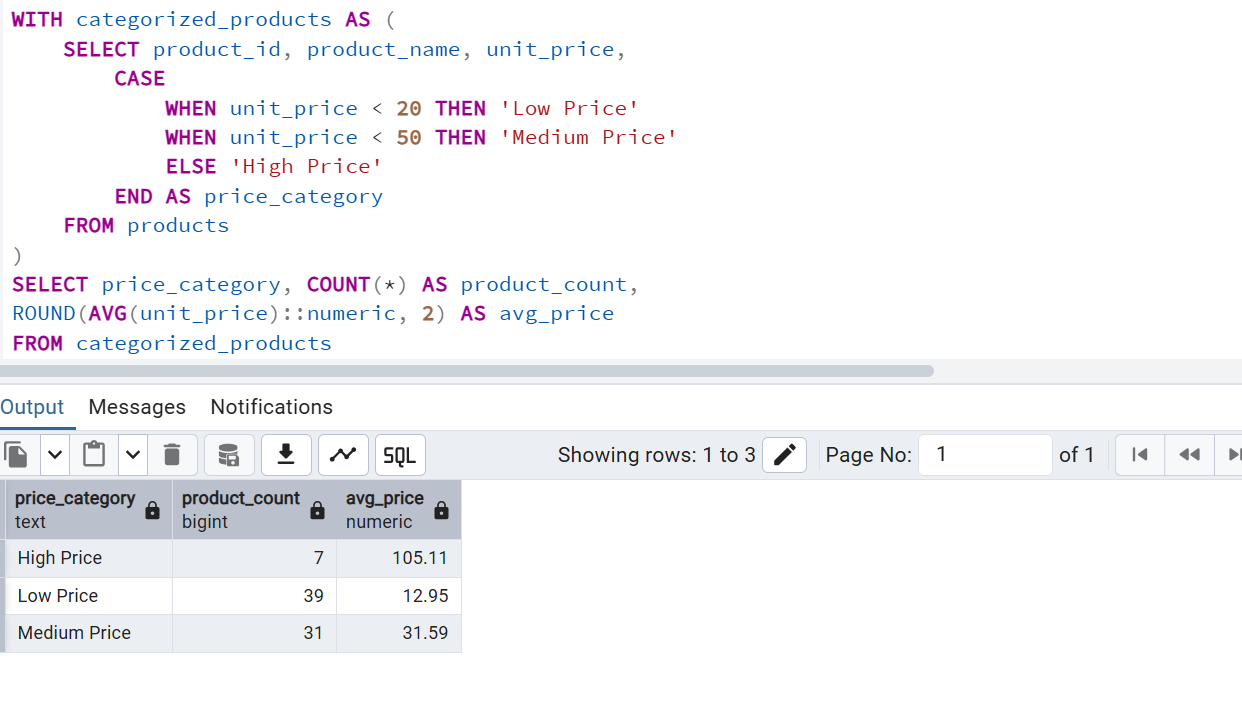 WITH categorized_products AS (
    SELECT product_id, product_name, unit_price,
        CASE
            WHEN unit_price < 20 THEN 'Low Price'
            WHEN unit_price < 50 THEN 'Medium Price'
            ELSE 'High Price'
        END AS price_category
    FROM products
)
SELECT price_category, COUNT(*) AS product_count,
ROUND(AVG(unit_price)::numeric, 2) AS avg_price
FROM categorized_products
Output Messages Notifications
SQL Showing rows: 1 to 3 Page No: 1 of 1
price_category product_count avg_price
text bigint numeric
High Price 7 105.11
Low Price 39 12.95
Medium Price 31 31.59